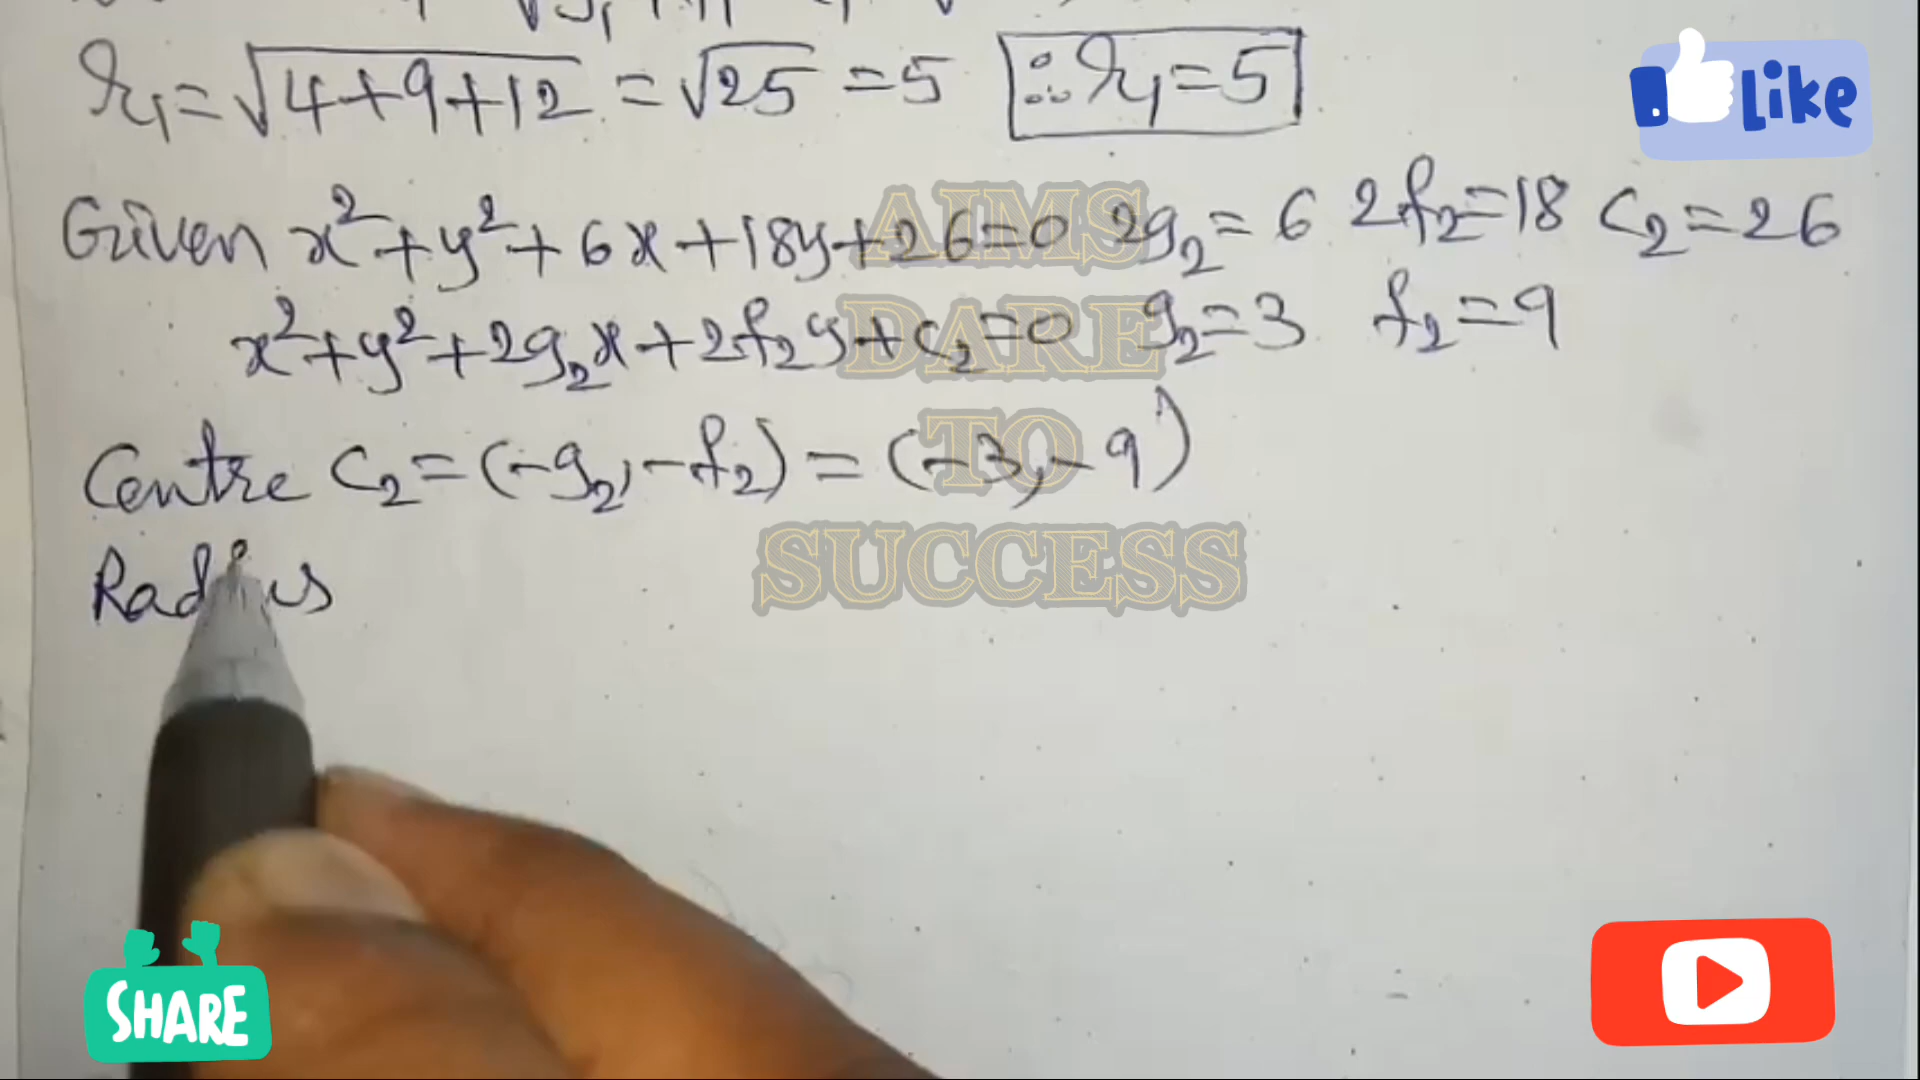 r₁ = √4+9+12 = √25 = 5 ∴ r₁ = 5
Like
Given x² + y² + 6x + 18y + 26 = 0 2g₂ = 6 2f₂ = 18 c₂ = 26
x² + y² + 2g₂x + 2f₂y + c₂ = 0 g₂ = 3 f₂ = 9
Centre C₂ = (-g₂, -f₂) = (-3, -9)
Radius
AIMS
DARE
TO
SUCCESS
SHARE